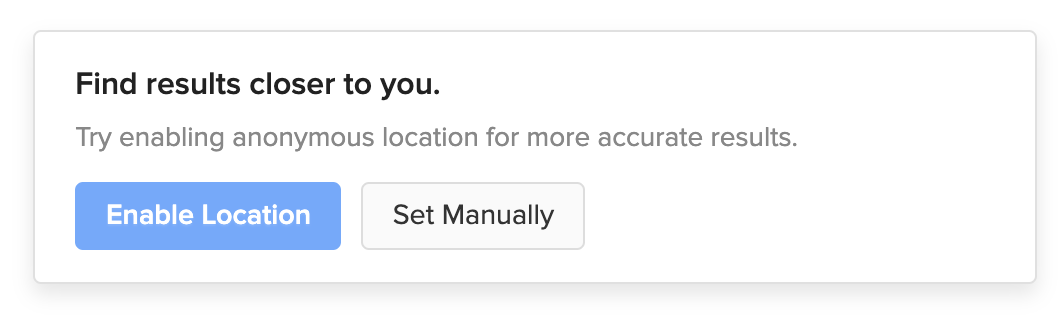 Find results closer to you.
Try enabling anonymous location for more accurate results.
Enable Location
Set Manually